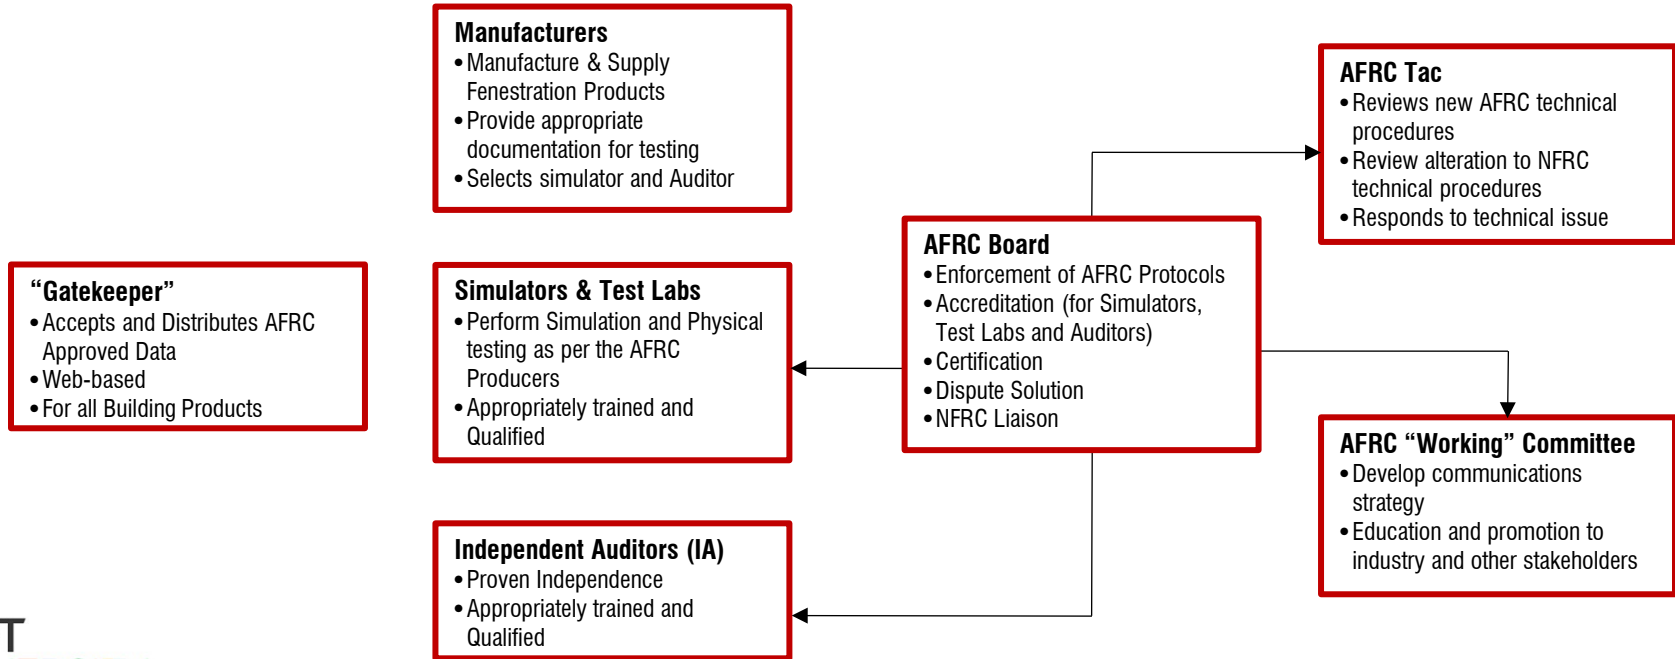 Manufacturers
•Manufacture & Supply
Fenestration Products
•Provide appropriate
documentation for testing
•Selects simulator and Auditor
AFRC Tac
•Reviews new AFRC technical
procedures
•Review alteration to NFRC
technical procedures
•Responds to technical issue
“Gatekeeper”
•Accepts and Distributes AFRC
Approved Data
•Web-based
•For all Building Products
Simulators & Test Labs
•Perform Simulation and Physical
testing as per the AFRC
Producers
•Appropriately trained and
Qualified
AFRC Board
•Enforcement of AFRC Protocols
•Accreditation (for Simulators,
Test Labs and Auditors)
•Certification
•Dispute Solution
•NFRC Liaison
AFRC “Working” Committee
•Develop communications
strategy
•Education and promotion to
industry and other stakeholders
Independent Auditors (IA)
•Proven Independence
•Appropriately trained and
Qualified
T